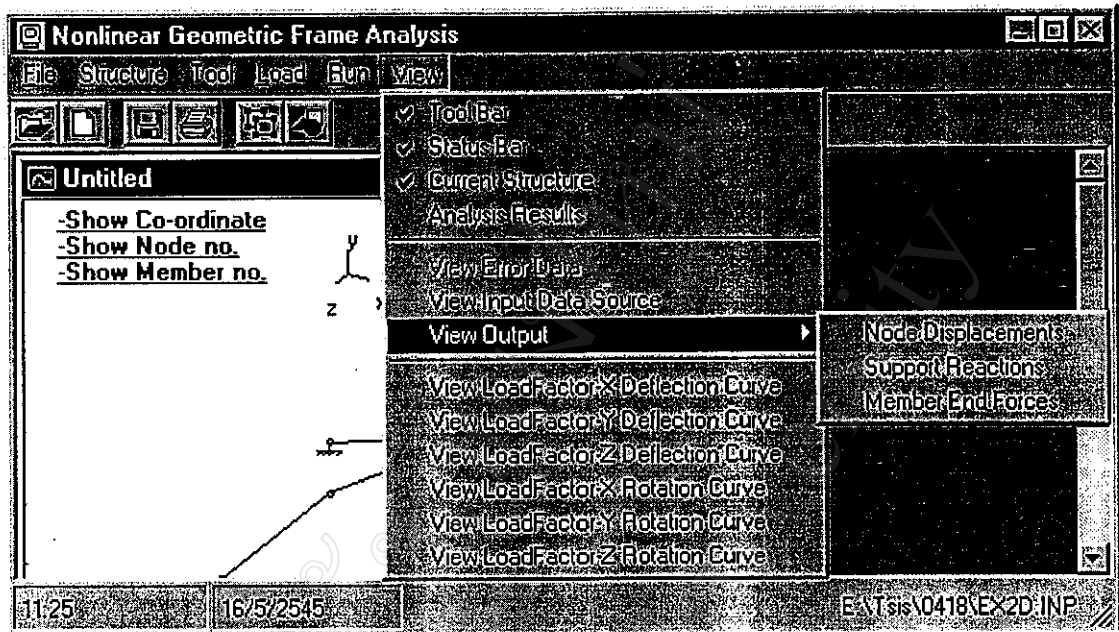 Nonlinear Geometric Frame Analysis
File Structure Tool Load Run View
Untitled
-Show Co-ordinate
-Show Node no.
-Show Member no.
y
z
Tool Bar
Status Bar
Current Structure
Analysis Results
View Error Data
View Input Data Source
View Output
Node Displacements
Support Reactions
Member End Forces
View LoadFactor-X Deflection Curve
View LoadFactor-Y Deflection Curve
View LoadFactor-Z Deflection Curve
View LoadFactor-X Rotation Curve
View LoadFactor-Y Rotation Curve
View LoadFactor-Z Rotation Curve
11:25 16/5/2545 E:\Tsis\0418\EX2D.INP